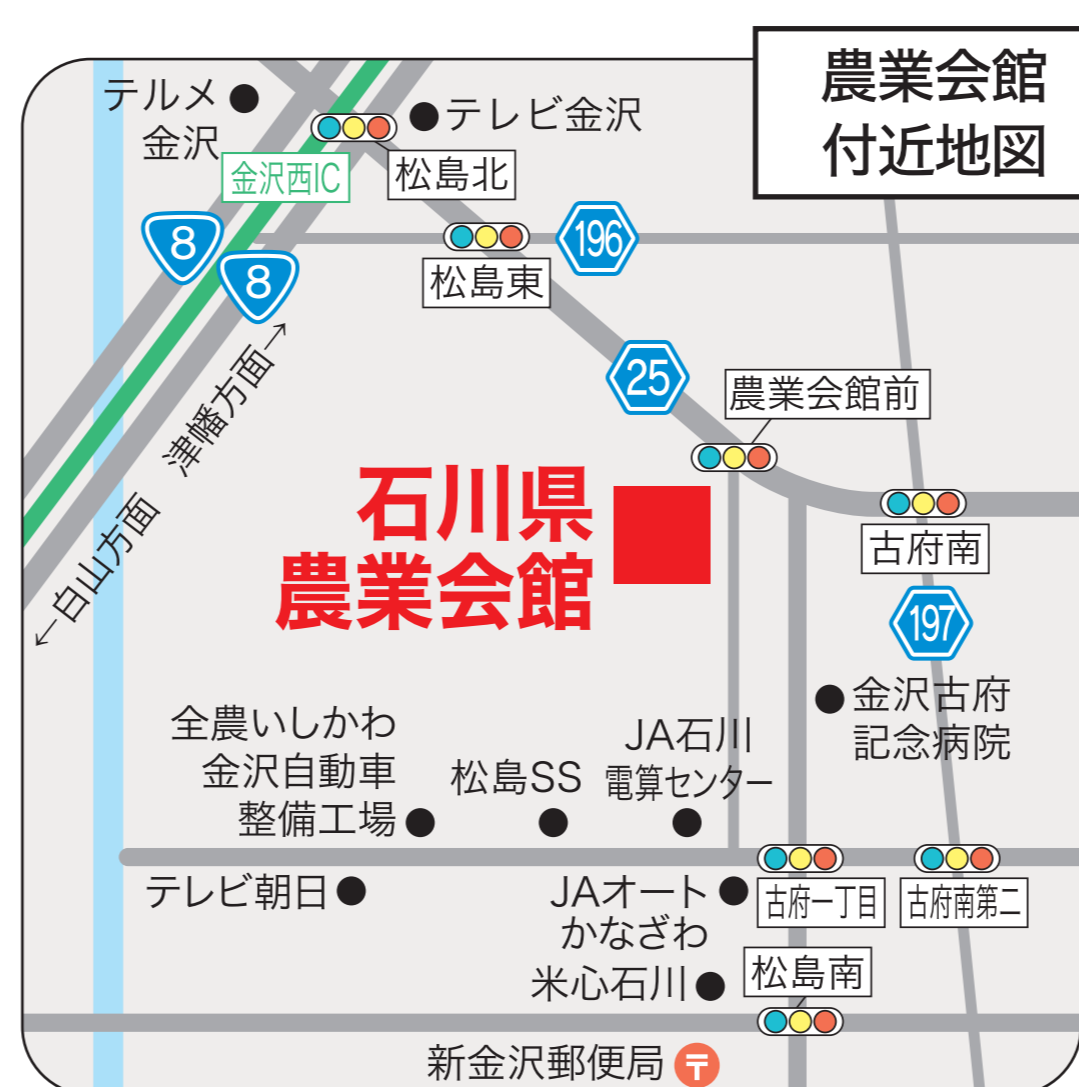 農業会館
付近地図
テルメ
金沢
テレビ金沢
金沢西IC
松島北
8
8
松島東
196
25
農業会館前
津幡方面→
←白山方面
石川県
農業会館
古府南
197
金沢古府
記念病院
全農いしかわ
金沢自動車
整備工場
松島SS
JA石川
電算センター
テレビ朝日
JAオート
かなざわ
古府一丁目
古府南第二
米心石川
松島南
新金沢郵便局 〒